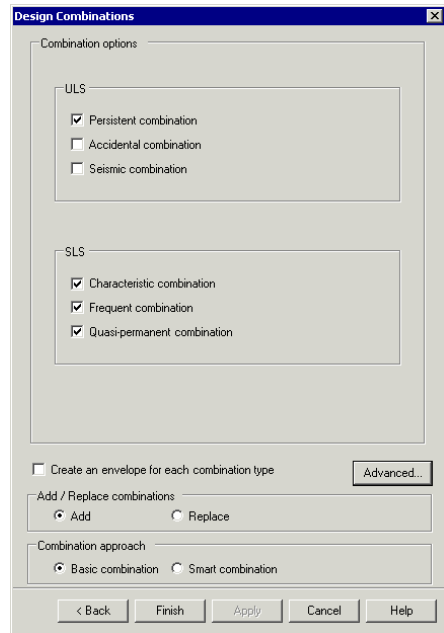 Design Combinations
Combination options
ULS
Persistent combination
Accidental combination
Seismic combination
SLS
Characteristic combination
Frequent combination
Quasi-permanent combination
Create an envelope for each combination type
Advanced...
Add / Replace combinations
Add Replace
Combination approach
Basic combination Smart combination
< Back Finish Apply Cancel Help